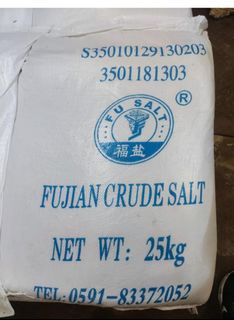 S35010129130203
3501181303
FU SALT
®
福盐
FUJIAN CRUDE SALT
NET WT: 25kg
TEL:0591-83372052